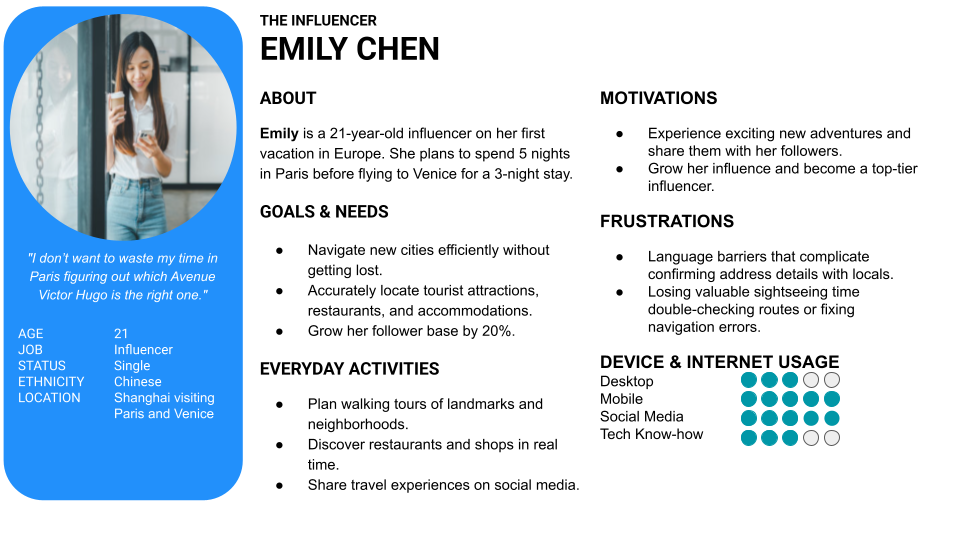 THE INFLUENCER
EMILY CHEN
"I don't want to waste my time in
Paris figuring out which Avenue
Victor Hugo is the right one."
AGE 21
JOB Influencer
STATUS Single
ETHNICITY Chinese
LOCATION Shanghai visiting
Paris and Venice
ABOUT
Emily is a 21-year-old influencer on her first
vacation in Europe. She plans to spend 5 nights
in Paris before flying to Venice for a 3-night stay.
GOALS & NEEDS
● Navigate new cities efficiently without
getting lost.
● Accurately locate tourist attractions,
restaurants, and accommodations.
● Grow her follower base by 20%.
EVERYDAY ACTIVITIES
● Plan walking tours of landmarks and
neighborhoods.
● Discover restaurants and shops in real
time.
● Share travel experiences on social media.
MOTIVATIONS
● Experience exciting new adventures and
share them with her followers.
● Grow her influence and become a top-tier
influencer.
FRUSTRATIONS
● Language barriers that complicate
confirming address details with locals.
● Losing valuable sightseeing time
double-checking routes or fixing
navigation errors.
DEVICE & INTERNET USAGE
Desktop
Mobile
Social Media
Tech Know-how